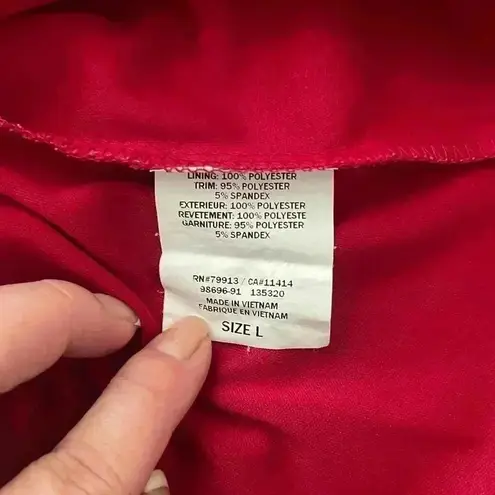 LINING: 100% POLYESTER
TRIM: 95% POLYESTER
5% SPANDEX
EXTERIEUR: 100% POLYESTER
REVETEMENT: 100% POLYESTE
GARNITURE: 95% POLYESTER
5% SPANDEX
RN#79913 / CA#11414
98696-91 135320
MADE IN VIETNAM
FABRIQUE EN VIETNAM
SIZE L